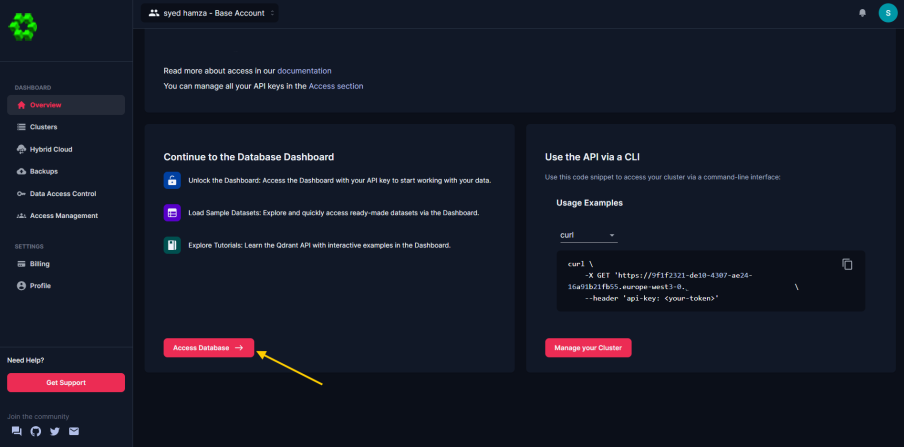 syed hamza - Base Account
S
DASHBOARD
Overview
Clusters
Hybrid Cloud
Backups
Data Access Control
Access Management
SETTINGS
Billing
Profile
Need Help?
Get Support
Join the community
Read more about access in our documentation
You can manage all your API keys in the Access section
Continue to the Database Dashboard
Unlock the Dashboard: Access the Dashboard with your API key to start working with your data.
Load Sample Datasets: Explore and quickly access ready-made datasets via the Dashboard.
Explore Tutorials: Learn the Qdrant API with interactive examples in the Dashboard.
Access Database →
Use the API via a CLI
Use this code snippet to access your cluster via a command-line interface:
Usage Examples
curl
curl \
-X GET 'https://9f1f2321-de10-4307-ae24-
16a91b21fb55.europe-west3-0._ \
--header 'api-key: <your-token>'
Manage your Cluster